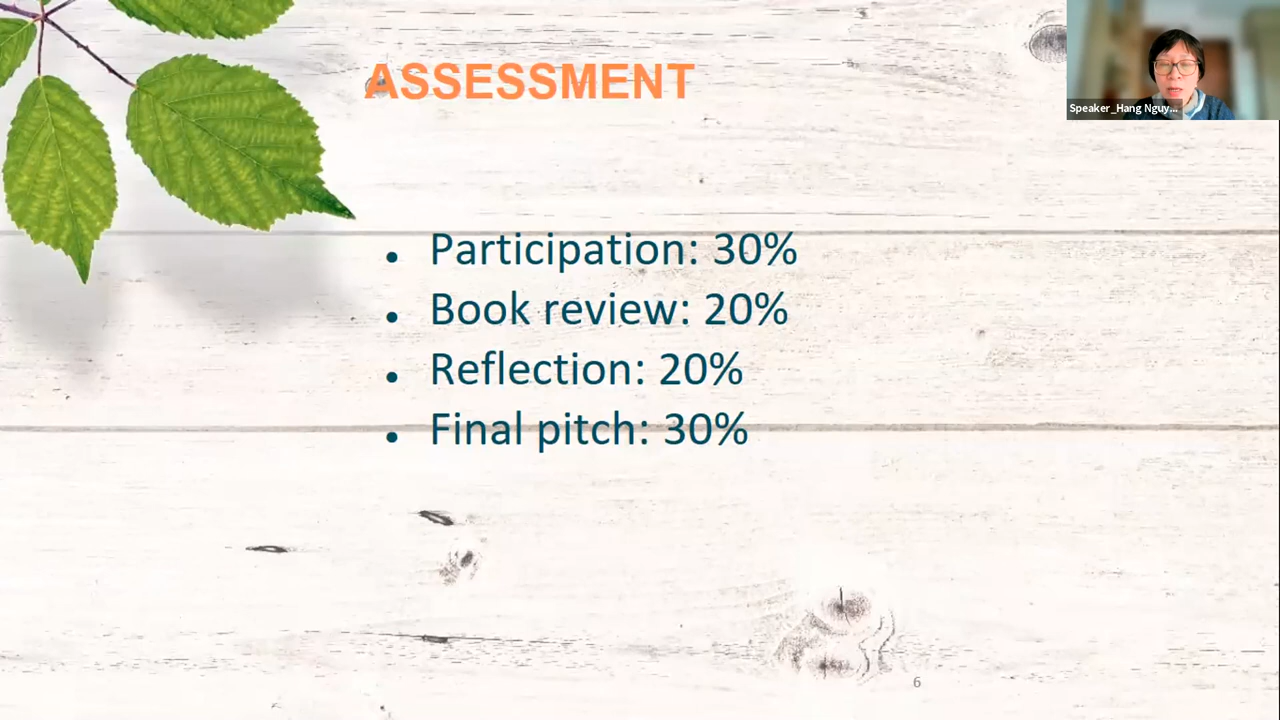 ASSESSMENT
Speaker_Hang Nguy...
• Participation: 30%
• Book review: 20%
• Reflection: 20%
• Final pitch: 30%
6